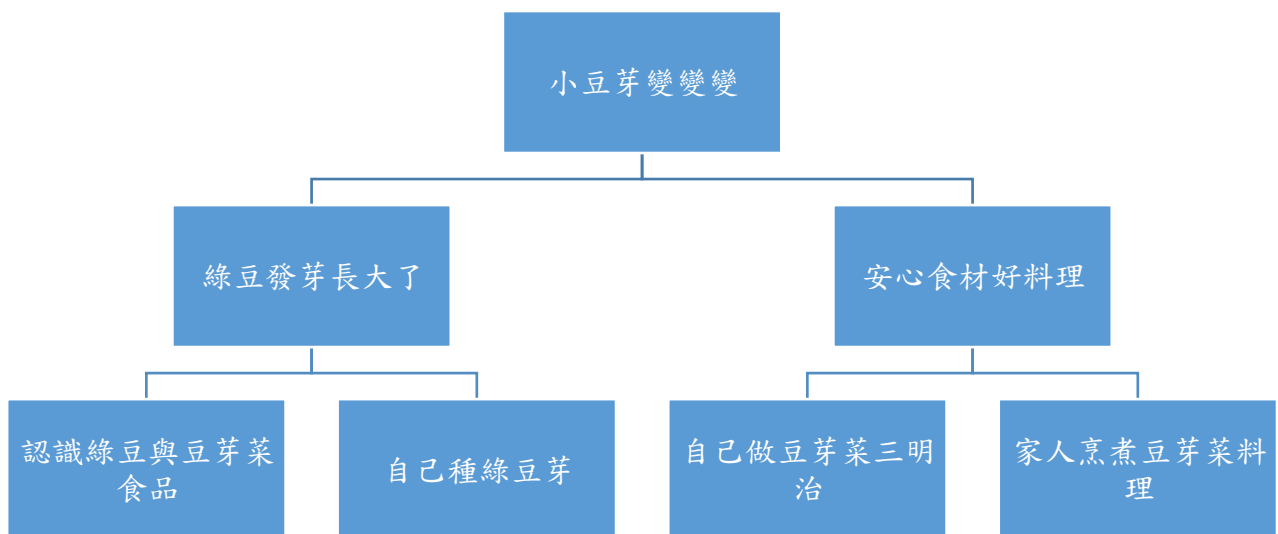 小豆芽變變變
綠豆發芽長大了
安心食材好料理
認識綠豆與豆芽菜
食品
自己種綠豆芽
自己做豆芽菜三明
治
家人烹煮豆芽菜料
理